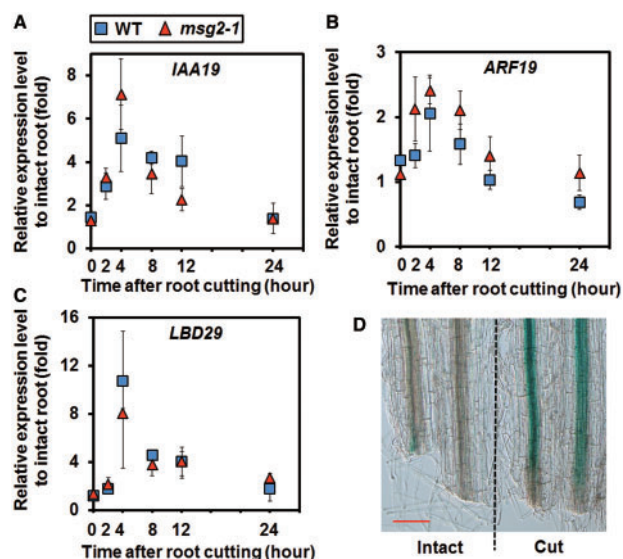 A
WT msg2-1
IAA19
Relative expression level
to intact root (fold)
8
6
4
2
0
0 2 4 8 12 24
Time after root cutting (hour)
B
ARF19
Relative expression level
to intact root (fold)
3
2
1
0
0 2 4 8 12 24
Time after root cutting (hour)
C
LBD29
Relative expression level
to intact root (fold)
16
12
8
4
0
0 2 4 8 12 24
Time after root cutting (hour)
D
Intact Cut